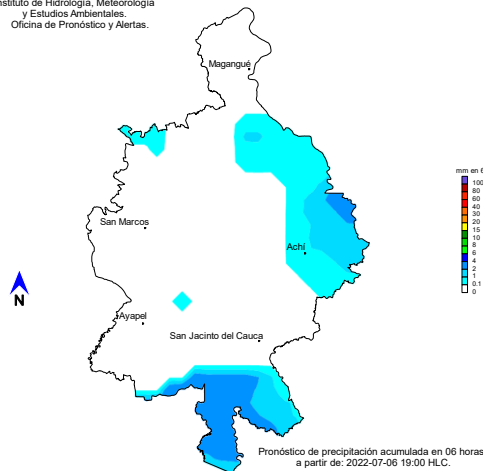 Instituto de Hidrología, Meteorología
y Estudios Ambientales.
Oficina de Pronóstico y Alertas.
Magangué
San Marcos
Achí
Ayapel
San Jacinto del Cauca
N
mm en 6
100
80
60
40
30
20
15
10
8
6
4
2
1
0.1
0
Pronóstico de precipitación acumulada en 06 horas
a partir de: 2022-07-06 19:00 HLC.